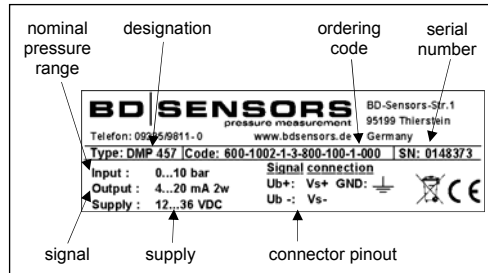 nominal pressure range
designation
ordering code
serial number
BD SENSORS
pressure measurement
BD-Sensors-Str.1
95199 Thierstein
Telefon: 09235/9811- 0 www.bdsensors.de Germany
Type: DMP 457 Code: 600-1002-1-3-800-100-1-000 SN: 0148373
Input : 0...10 bar Signal connection
Output : 4...20 mA 2w Ub+: Vs+ GND:
Supply : 12...36 VDC Ub -: Vs-
CE
signal
supply
connector pinout